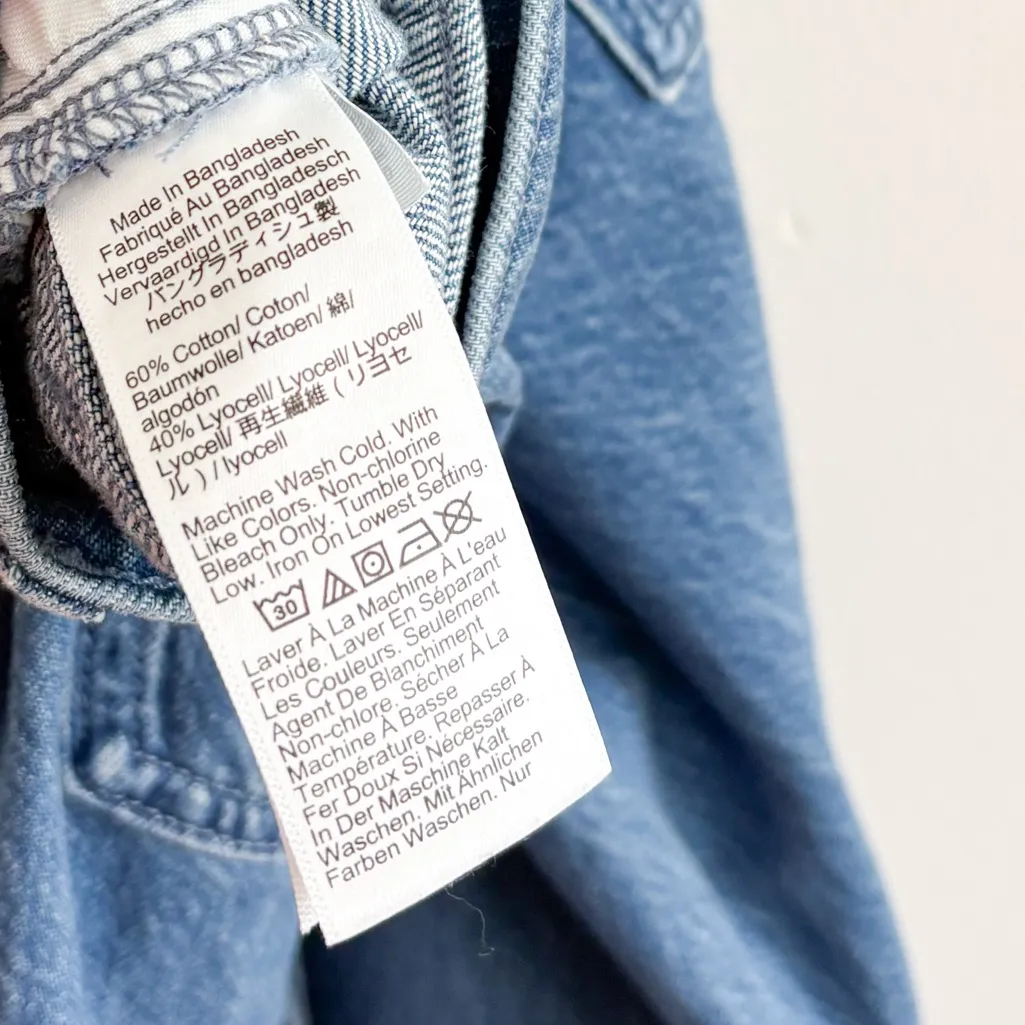 Made In Bangladesh
Fabriqué Au Bangladesh
Hergestellt In Bangladesch
Vervaardigd In Bangladesh
バングラディシュ製
hecho en bangladesh
60% Cotton/ Coton/
Baumwolle/ Katoen/ 綿/
algodón
40% Lyocell/ Lyocell/ Lyocell/
Lyocell/ 再生繊維 ( リヨセ
ル ) / lyocell
Machine Wash Cold. With
Like Colors. Non-chlorine
Bleach Only. Tumble Dry
Low. Iron On Lowest Setting.
30
Laver À La Machine À L'eau
Froide. Laver En Séparant
Les Couleurs. Seulement
Agent De Blanchiment
Non-chlore. Sécher À La
Machine À Basse
Température. Repasser À
Fer Doux Si Nécessaire.
In Der Maschine Kalt
Waschen. Mit Ähnlichen
Farben Waschen. Nur